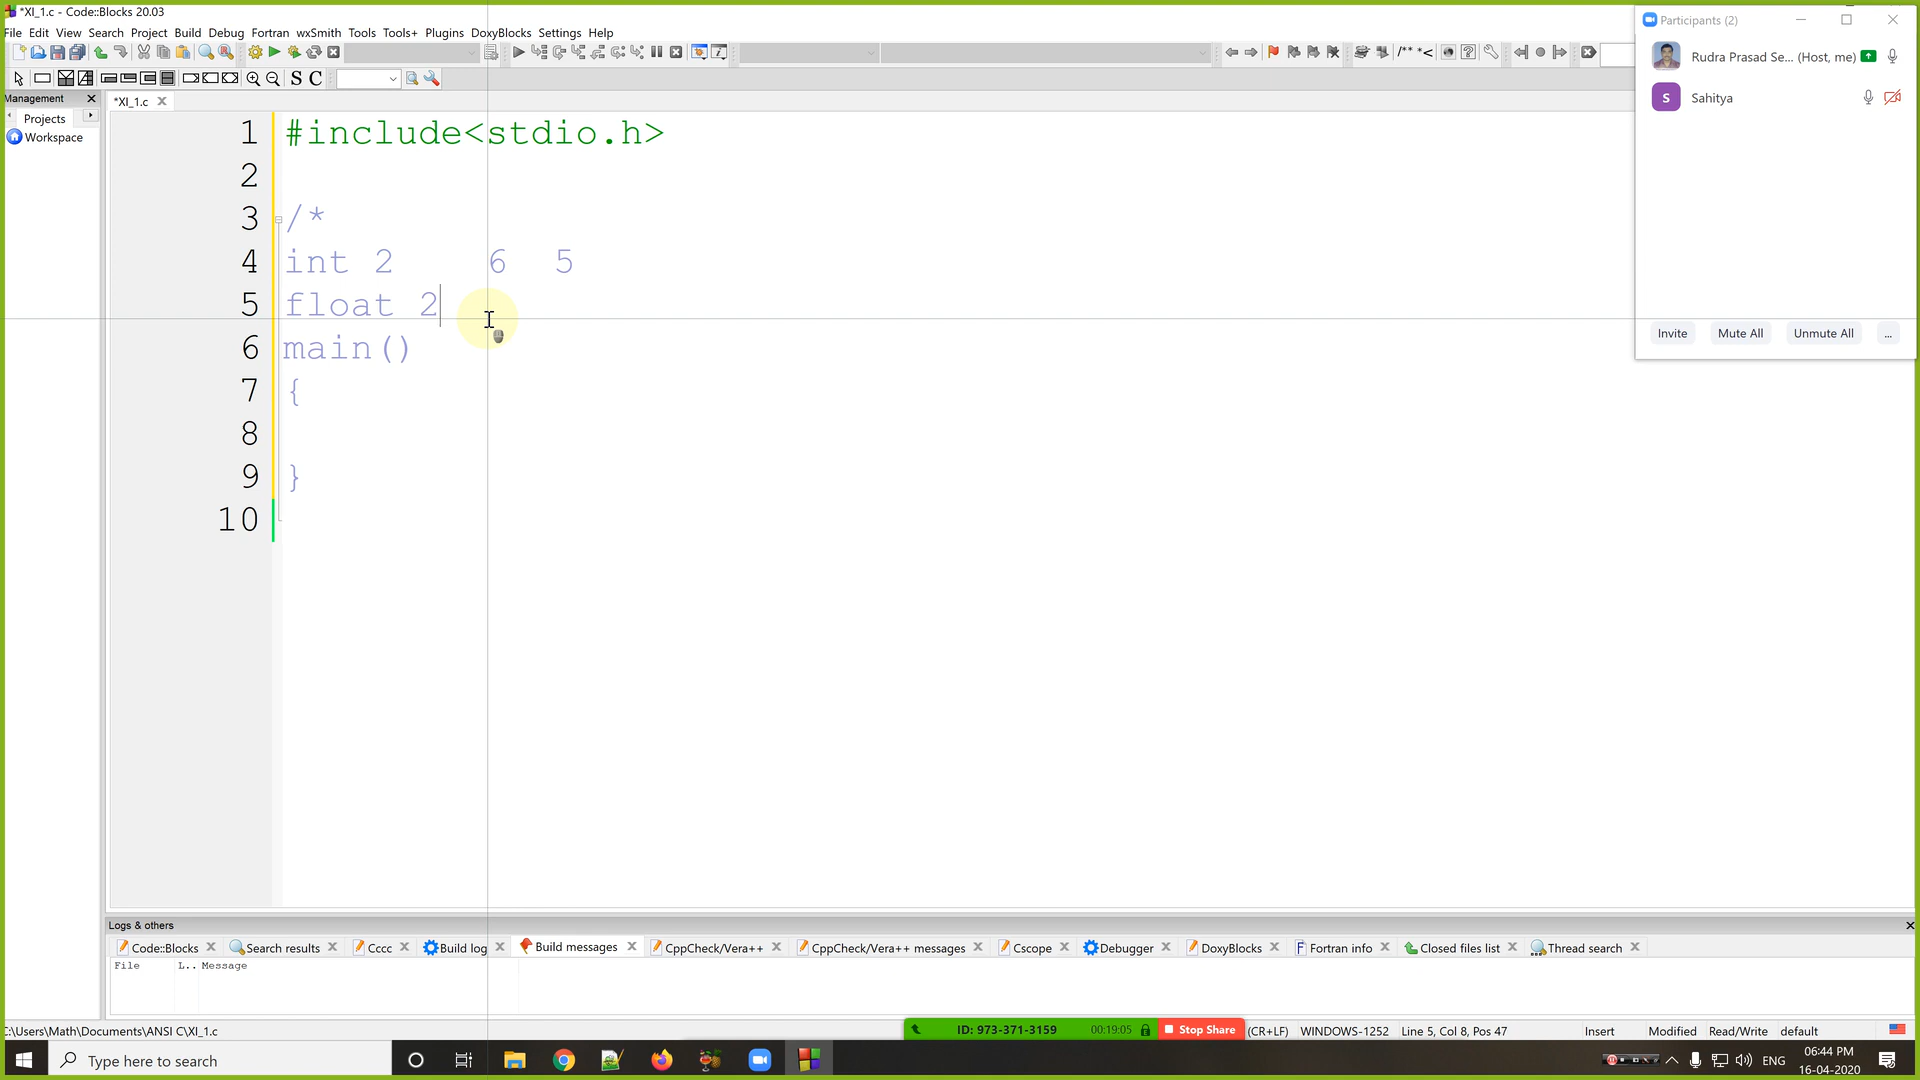 *XI_1.c - Code::Blocks 20.03
File Edit View Search Project Build Debug Fortran wxSmith Tools Tools+ Plugins DoxyBlocks Settings Help
/** *<
S C
Management
*XI_1.c
Projects
Workspace
1 #include<stdio.h>
2
3 /*
4 int 2 6 5
5 float 2
6 main()
7 {
8
9 }
10
Participants (2)
Rudra Prasad Se... (Host, me)
S Sahitya
Invite Mute All Unmute All ...
Logs & others
Code::Blocks Search results Cccc Build log Build messages CppCheck/Vera++ CppCheck/Vera++ messages Cscope Debugger DoxyBlocks F Fortran info Closed files list Thread search
File L.. Message
C:\Users\Math\Documents\ANSI C\XI_1.c ID: 973-371-3159 00:19:05 Stop Share (CR+LF) WINDOWS-1252 Line 5, Col 8, Pos 47 Insert Modified Read/Write default
Type here to search ENG 06:44 PM
16-04-2020